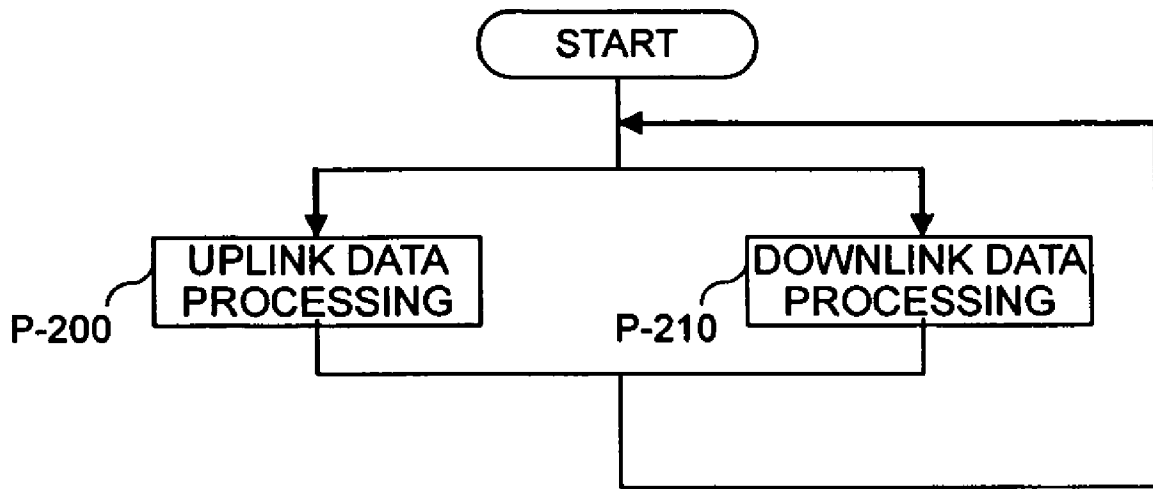 START
UPLINK DATA
PROCESSING
P-200
DOWNLINK DATA
PROCESSING
P-210